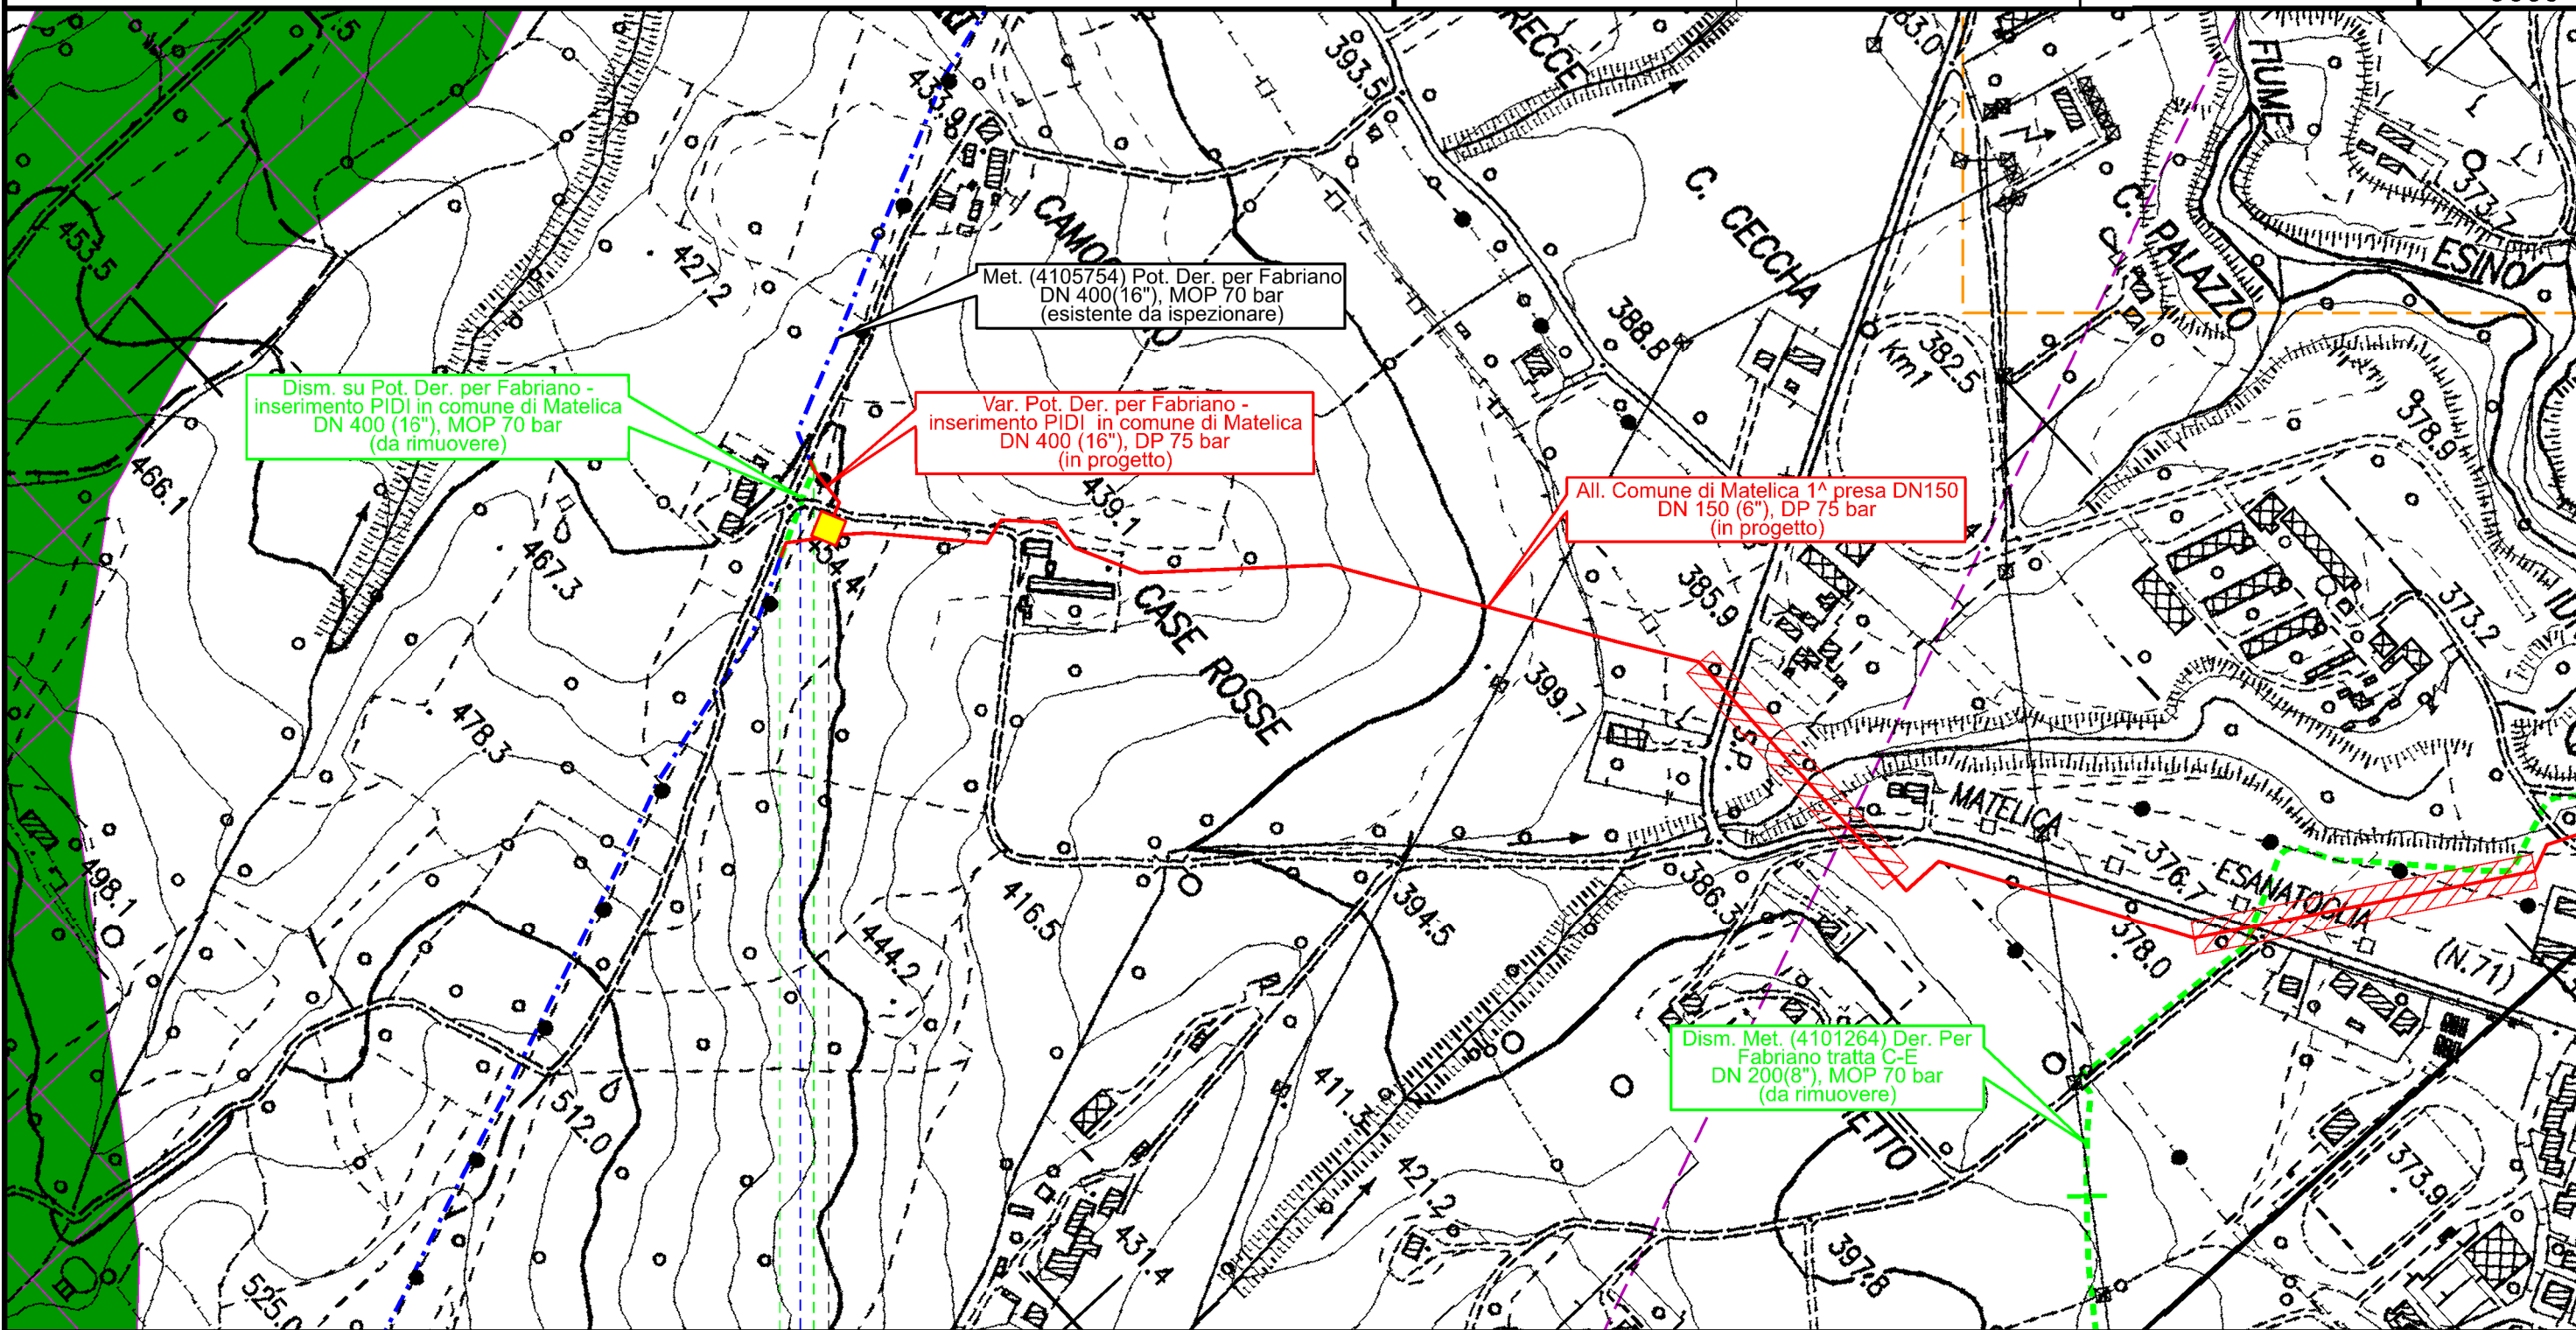 433.9
393.5
383.0
FIUME
373.7
ESINO
C. PALAZZO
C. CECCHA
453.5
427.2
Met. (4105754) Pot. Der. per Fabriano
DN 400(16"), MOP 70 bar
(esistente da ispezionare)
388.8
Km1
382.5
Dism. su Pot. Der. per Fabriano -
inserimento PIDI in comune di Matelica
DN 400 (16"), MOP 70 bar
(da rimuovere)
Var. Pot. Der. per Fabriano -
inserimento PIDI in comune di Matelica
DN 400 (16"), DP 75 bar
(in progetto)
378.9
466.1
439.1
All. Comune di Matelica 1^ presa DN150
DN 150 (6"), DP 75 bar
(in progetto)
467.3
454.4
CASE ROSSE
385.9
373.2
399.7
478.3
S.P.
MATELICA
498.1
416.5
394.5
386.3
376.7
ESANATOGLIA
378.0
(N.71)
444.2
Dism. Met. (4101264) Der. Per
Fabriano tratta C-E
DN 200(8"), MOP 70 bar
(da rimuovere)
512.0
411.3
421.2
373.9
431.4
397.8
525.0